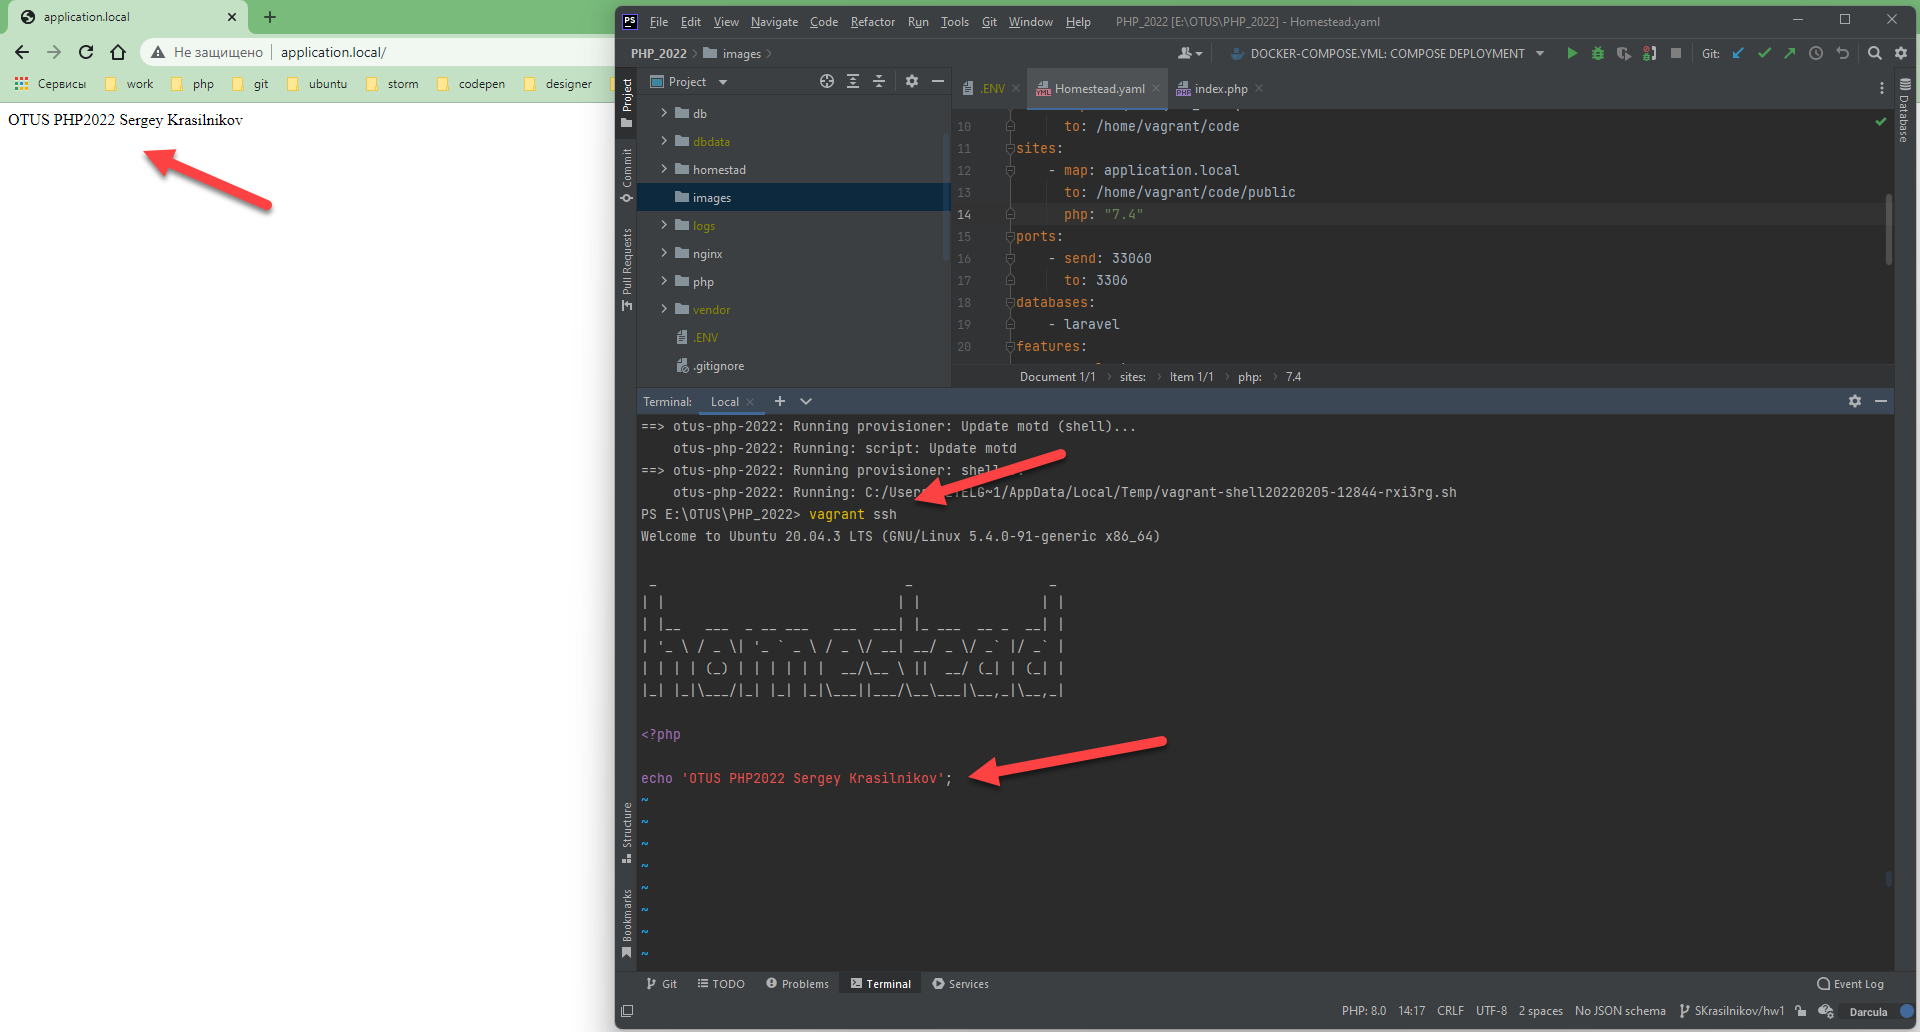 application.local
Не защищено application.local/
Сервисы work php git ubuntu storm codepen designer
OTUS PHP2022 Sergey Krasilnikov
PS File Edit View Navigate Code Refactor Run Tools Git Window Help PHP_2022 [E:\OTUS\PHP_2022] - Homestead.yaml
PHP_2022 images DOCKER-COMPOSE.YML: COMPOSE DEPLOYMENT Git:
Project
Commit
Pull Requests
Structure
Bookmarks
Project
db
dbdata
homestad
images
logs
nginx
php
vendor
.ENV
.gitignore
.ENV Homestead.yaml index.php
Database
10 to: /home/vagrant/code
11 sites:
12 - map: application.local
13 to: /home/vagrant/code/public
14 php: "7.4"
15 ports:
16 - send: 33060
17 to: 3306
18 databases:
19 - laravel
20 features:
Document 1/1 sites: Item 1/1 php: 7.4
Terminal: Local
==> otus-php-2022: Running provisioner: Update motd (shell)...
otus-php-2022: Running: script: Update motd
==> otus-php-2022: Running provisioner: shell
otus-php-2022: Running: C:/Users TELG~1/AppData/Local/Temp/vagrant-shell20220205-12844-rxi3rg.sh
PS E:\OTUS\PHP_2022> vagrant ssh
Welcome to Ubuntu 20.04.3 LTS (GNU/Linux 5.4.0-91-generic x86_64)
homestead
<?php
echo 'OTUS PHP2022 Sergey Krasilnikov';
~
~
~
~
~
~
~
~
Git TODO Problems Terminal Services Event Log
PHP: 8.0 14:17 CRLF UTF-8 2 spaces No JSON schema SKrasilnikov/hw1 Darcula